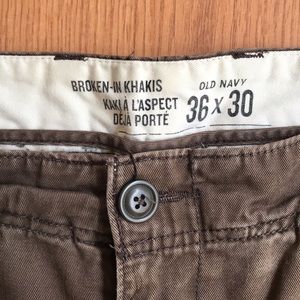 BROKEN-IN KHAKIS
KAKI À L'ASPECT
DÉJÀ PORTÉ
OLD NAVY
36 x 30